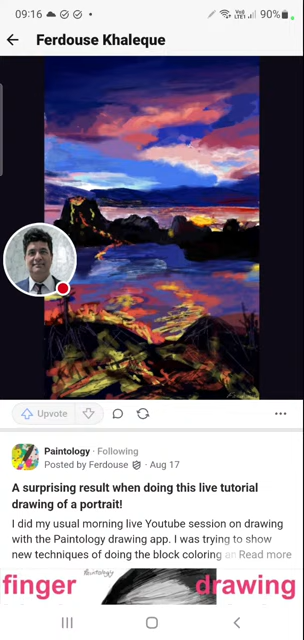 09:16
90%
Ferdouse Khaleque
Upvote
Paintology · Following
Posted by Ferdouse · Aug 17
A surprising result when doing this live tutorial
drawing of a portrait!
I did my usual morning live Youtube session on drawing
with the Paintology drawing app. I was trying to show
new techniques of doing the block coloring an Read more
Paintology
finger drawing